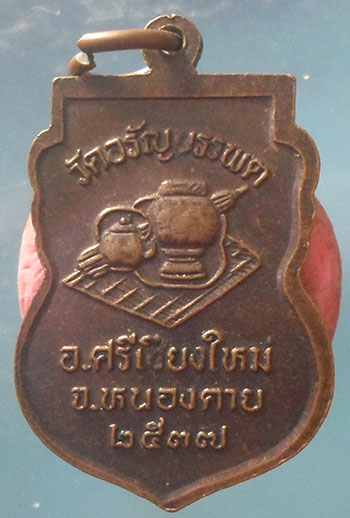 วัดอรัญบรรพต
อ.ศรีเชียงใหม่
จ.หนองคาย
๒๕๓๗